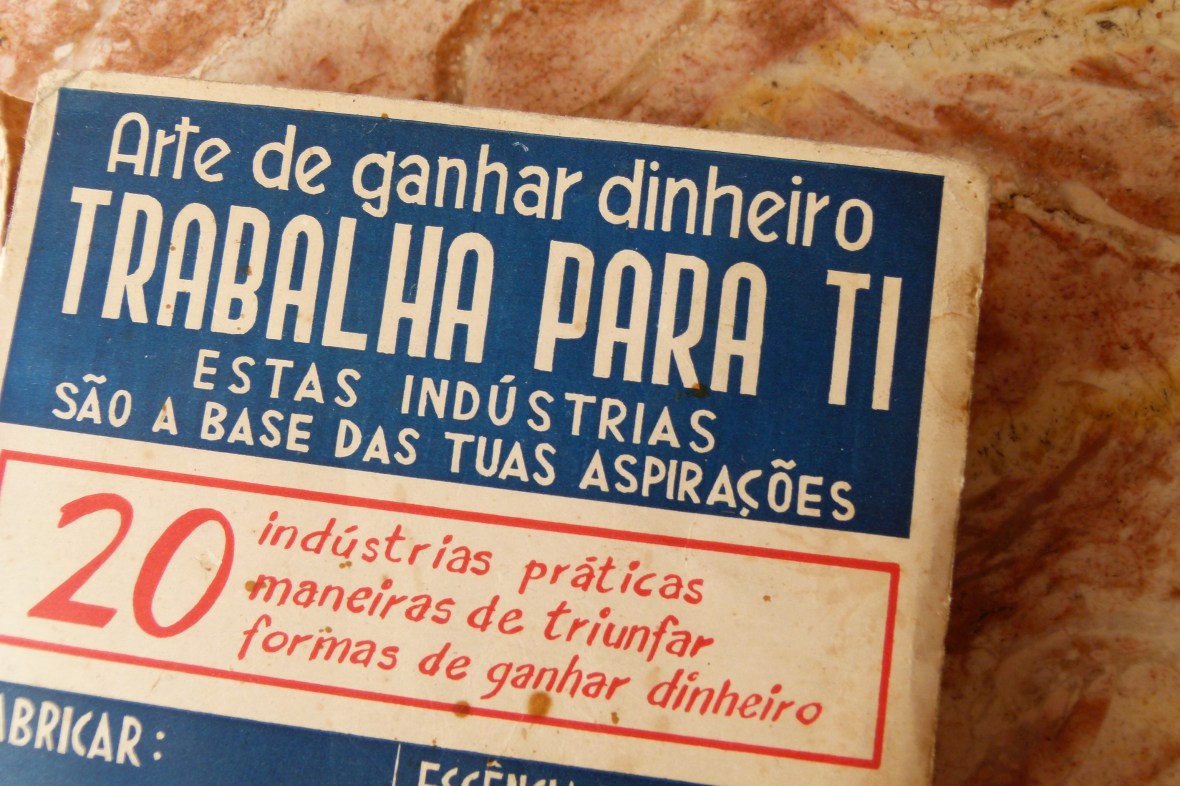 Arte de ganhar dinheiro
TRABALHA PARA TI
ESTAS INDÚSTRIAS
SÃO A BASE DAS TUAS ASPIRAÇÕES
20
indústrias práticas
maneiras de triunfar
formas de ganhar dinheiro
ABRICAR: